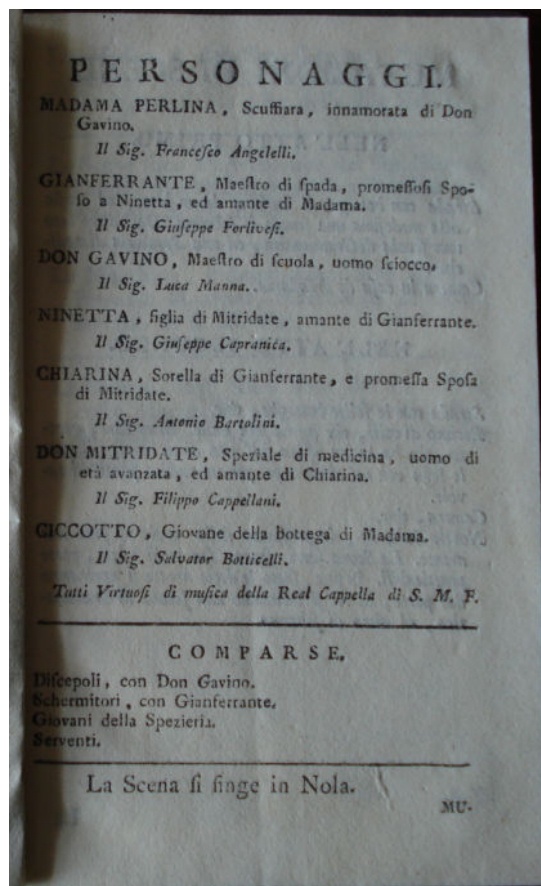 PERSONAGGI.
MADAMA PERLINA, Scuffiara, innamorata di Don
Gavino.
Il Sig. Franceſco Angelelli.
GIANFERRANTE, Maeſtro di ſpada, promeſſoſi Spo-
ſo a Ninetta, ed amante di Madama.
Il Sig. Giuſeppe Forliveſi.
DON GAVINO, Maeſtro di ſcuola, uomo ſciocco.
Il Sig. Luca Manna..
NINETTA, figlia di Mitridate, amante di Gianferrante.
Il Sig. Giuſeppe Capranica.
CHIARINA, Sorella di Gianferrante, e promeſſa Spoſa
di Mitridate.
Il Sig. Antonio Bartolini.
DON MITRIDATE, Speziale di medicina, uomo di
età avanzata, ed amante di Chiarina.
Il Sig. Filippo Cappellani.
CICCOTTO, Giovane della bottega di Madama.
Il Sig. Salvator Botticelli.
Tutti Virtuoſi di muſica della Real Cappella di S. M. F.
COMPARSE.
Diſcepoli, con Don Gavino.
Schermitori, con Gianferrante.
Giovani della Spezieria.
Serventi.
La Scena ſi finge in Nola.
MU-